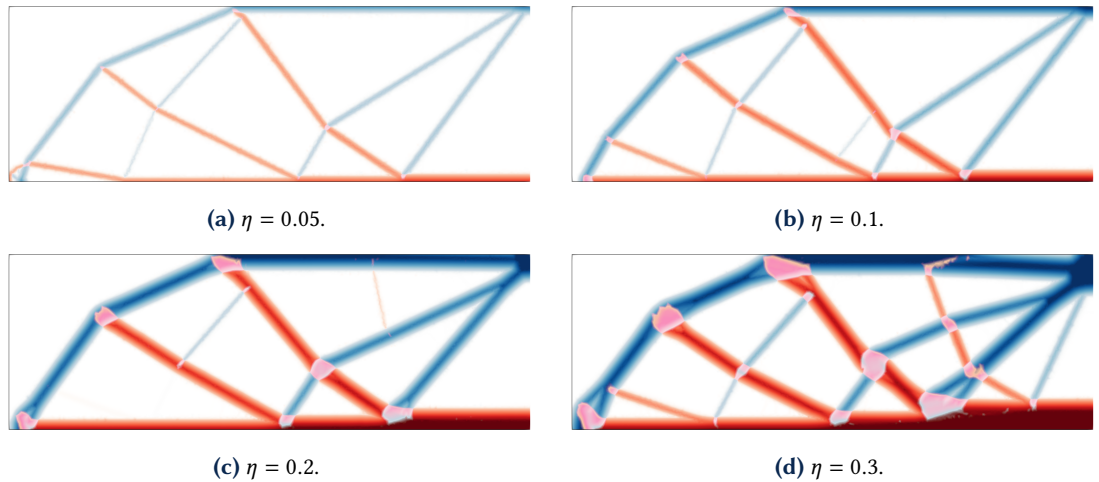 (a) η = 0.05.
(b) η = 0.1.
(c) η = 0.2.
(d) η = 0.3.